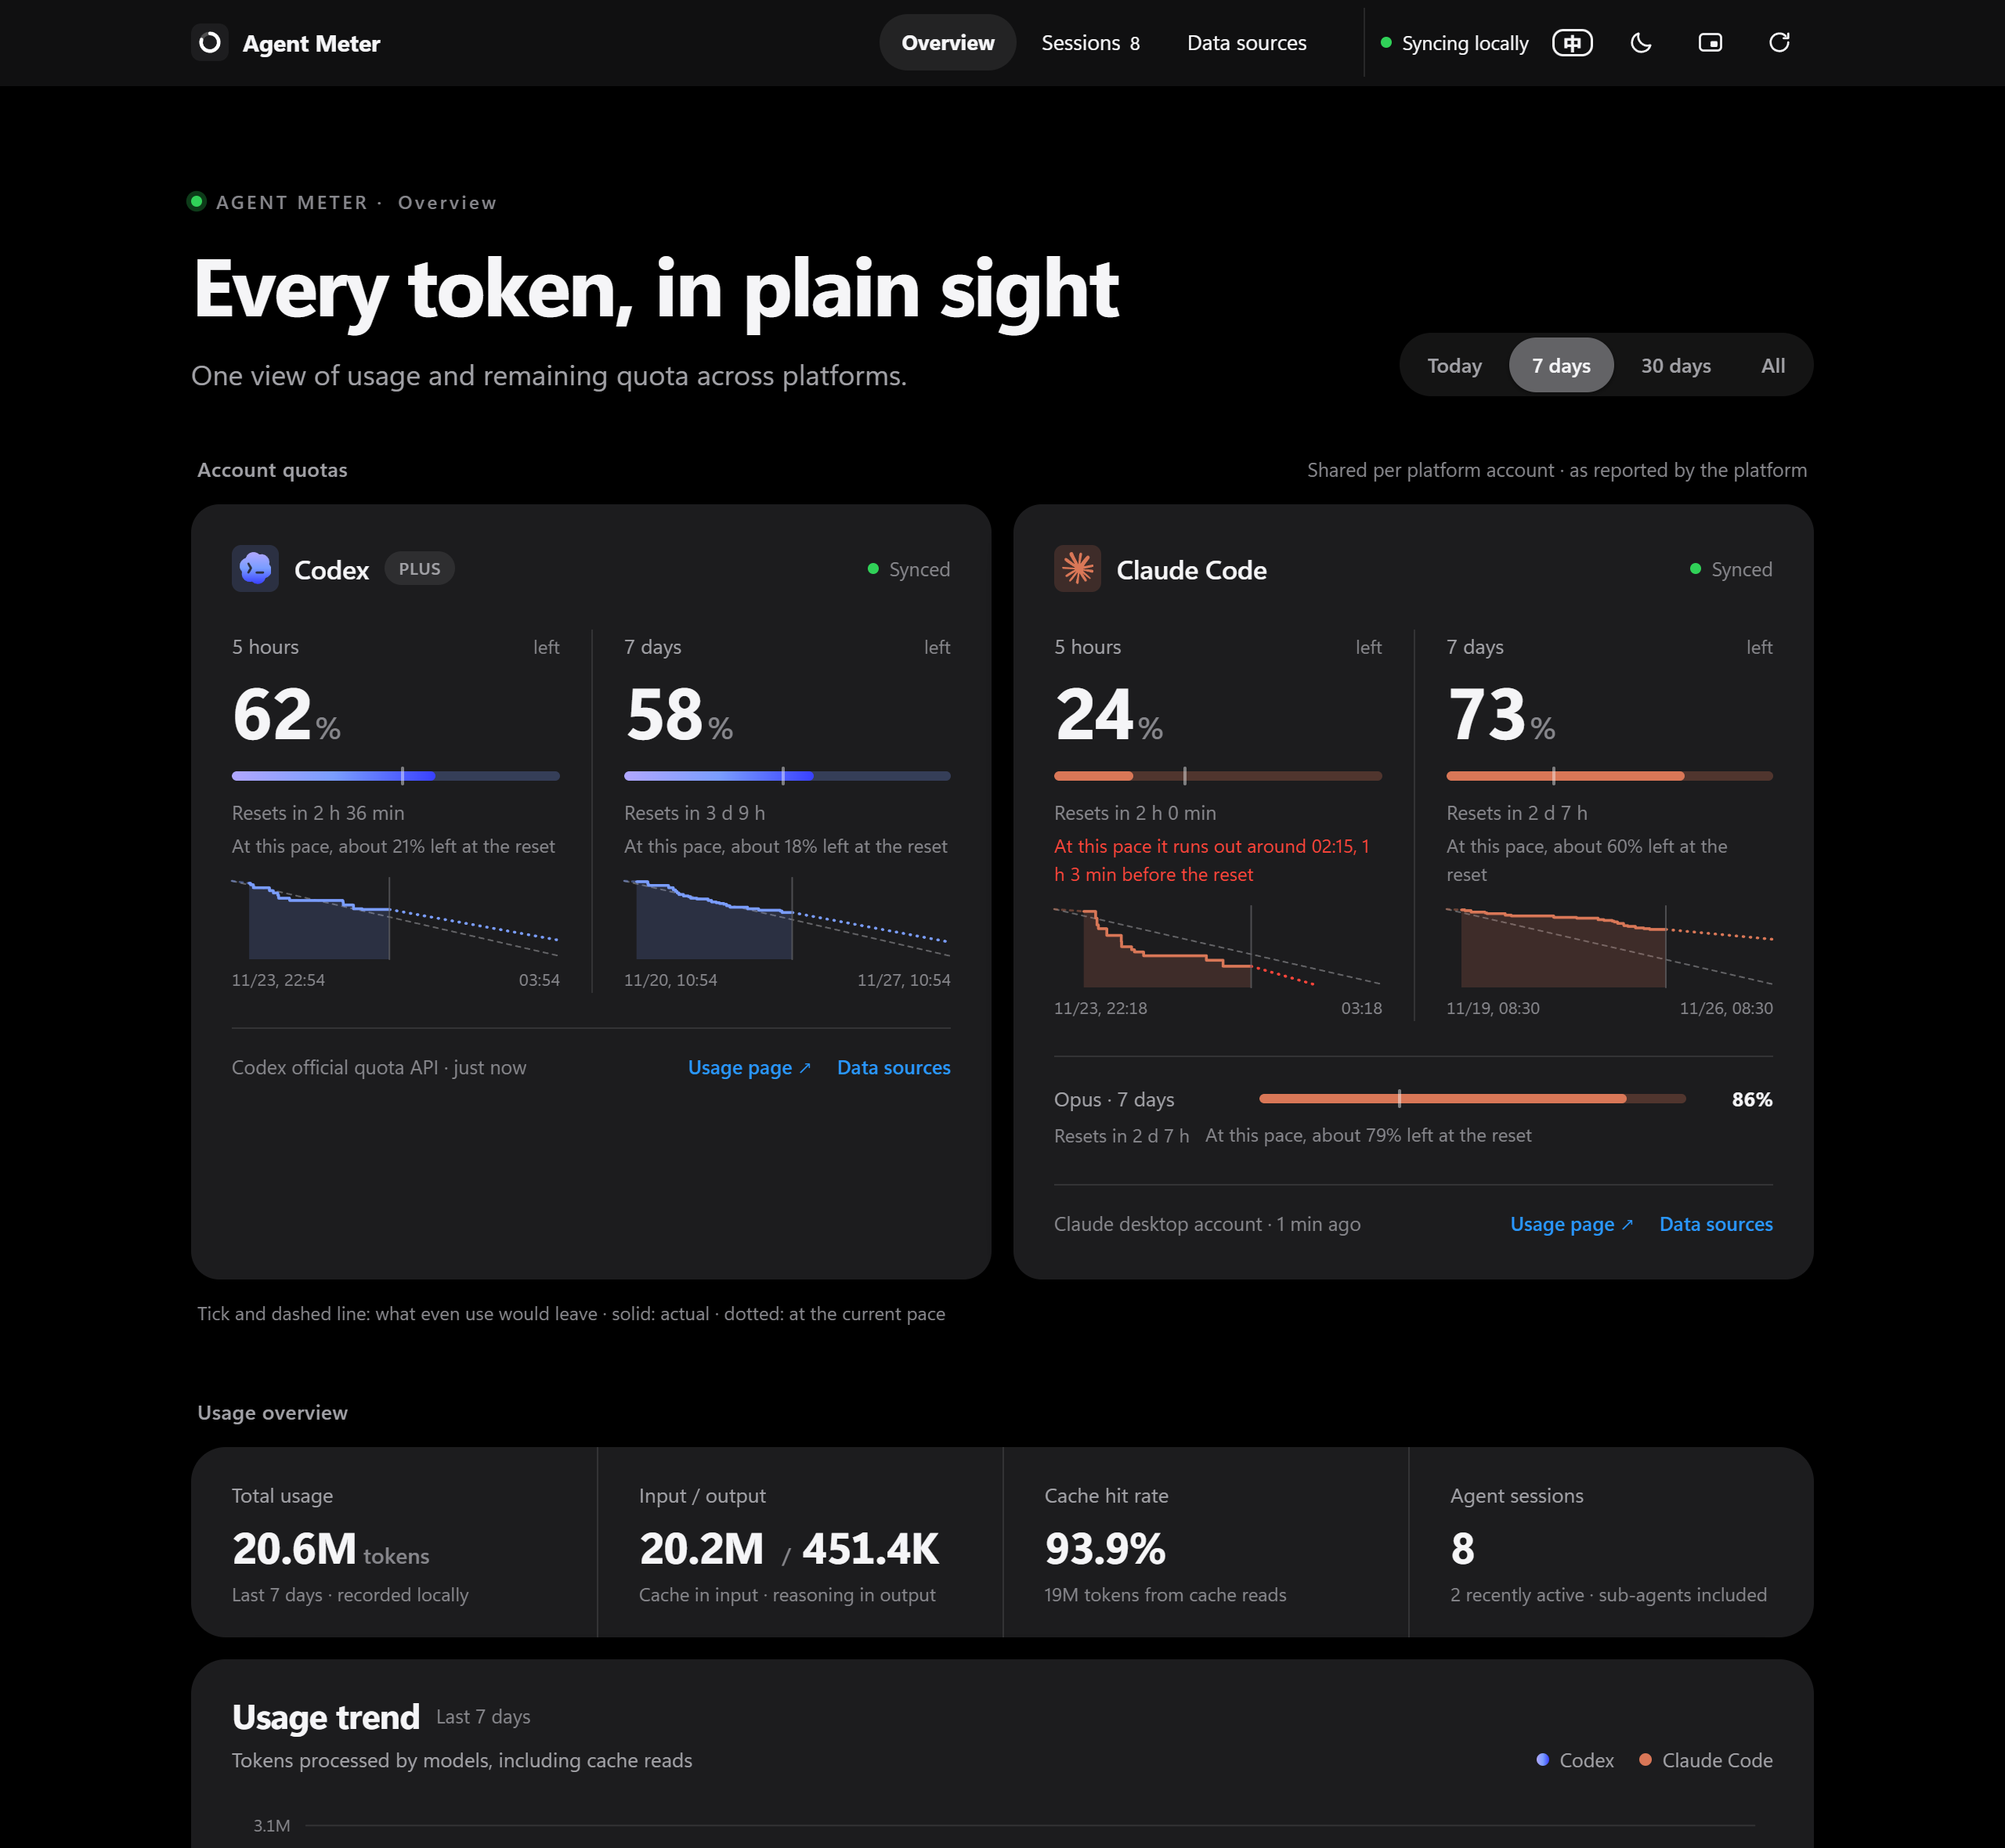 Agent Meter
Overview
Sessions 8
Data sources
Syncing locally
中
AGENT METER · Overview
Every token, in plain sight
One view of usage and remaining quota across platforms.
Today
7 days
30 days
All
Account quotas
Shared per platform account · as reported by the platform
Codex
PLUS
Synced
5 hours
left
62%
Resets in 2 h 36 min
At this pace, about 21% left at the reset
11/23, 22:54
03:54
7 days
left
58%
Resets in 3 d 9 h
At this pace, about 18% left at the reset
11/20, 10:54
11/27, 10:54
Codex official quota API · just now
Usage page ↗
Data sources
Claude Code
Synced
5 hours
left
24%
Resets in 2 h 0 min
At this pace it runs out around 02:15, 1
h 3 min before the reset
11/23, 22:18
03:18
7 days
left
73%
Resets in 2 d 7 h
At this pace, about 60% left at the
reset
11/19, 08:30
11/26, 08:30
Opus · 7 days
86%
Resets in 2 d 7 h
At this pace, about 79% left at the reset
Claude desktop account · 1 min ago
Usage page ↗
Data sources
Tick and dashed line: what even use would leave · solid: actual · dotted: at the current pace
Usage overview
Total usage
20.6M tokens
Last 7 days · recorded locally
Input / output
20.2M / 451.4K
Cache in input · reasoning in output
Cache hit rate
93.9%
19M tokens from cache reads
Agent sessions
8
2 recently active · sub-agents included
Usage trend
Last 7 days
Tokens processed by models, including cache reads
Codex
Claude Code
3.1M